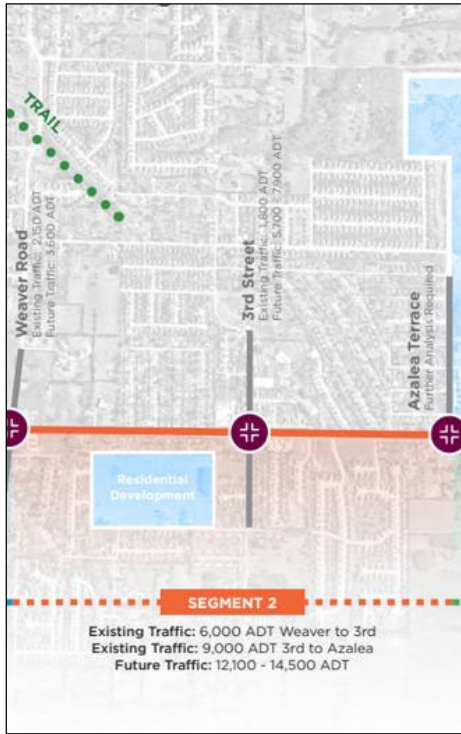 TRAIL
Weaver Road
Existing Traffic: 2,150 ADT
Future Traffic: 3,600 ADT
3rd Street
Existing Traffic: 1,800 ADT
Future Traffic: 5,700 - 7,900 ADT
Azalea Terrace
Further Analysis Required
Residential
Development
SEGMENT 2
Existing Traffic: 6,000 ADT Weaver to 3rd
Existing Traffic: 9,000 ADT 3rd to Azalea
Future Traffic: 12,100 - 14,500 ADT